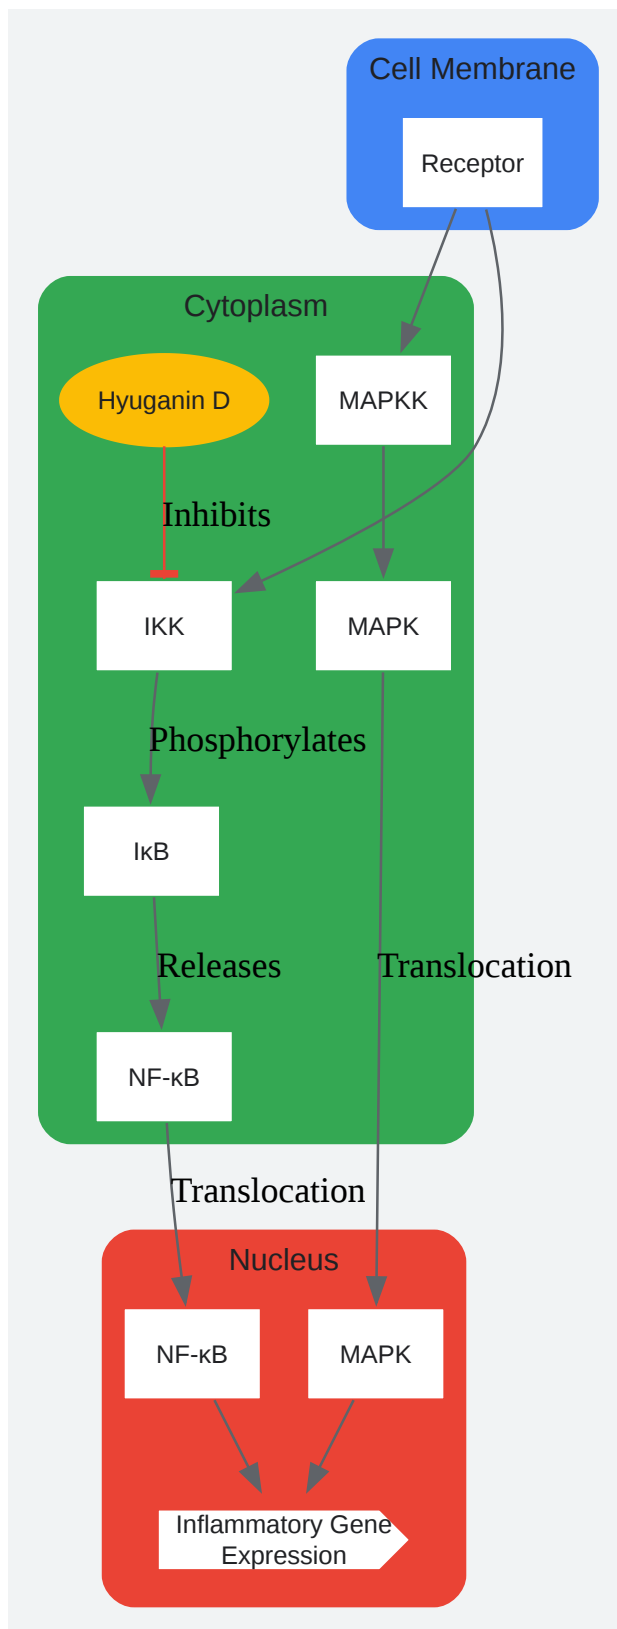 Cell Membrane
Receptor
Cytoplasm
Hyuganin D
MAPKK
Inhibits
IKK
MAPK
Phosphorylates
IκB
Releases
Translocation
NF-κB
Translocation
Nucleus
NF-κB
MAPK
Inflammatory Gene
Expression